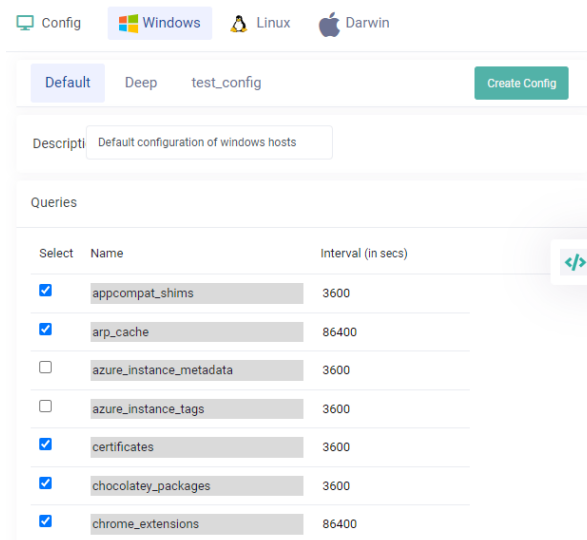 Config Windows Linux Darwin
Default Deep test_config Create Config
Descripti Default configuration of windows hosts
Queries
Select Name Interval (in secs)
</>
appcompat_shims 3600
arp_cache 86400
azure_instance_metadata 3600
azure_instance_tags 3600
certificates 3600
chocolatey_packages 3600
chrome_extensions 86400